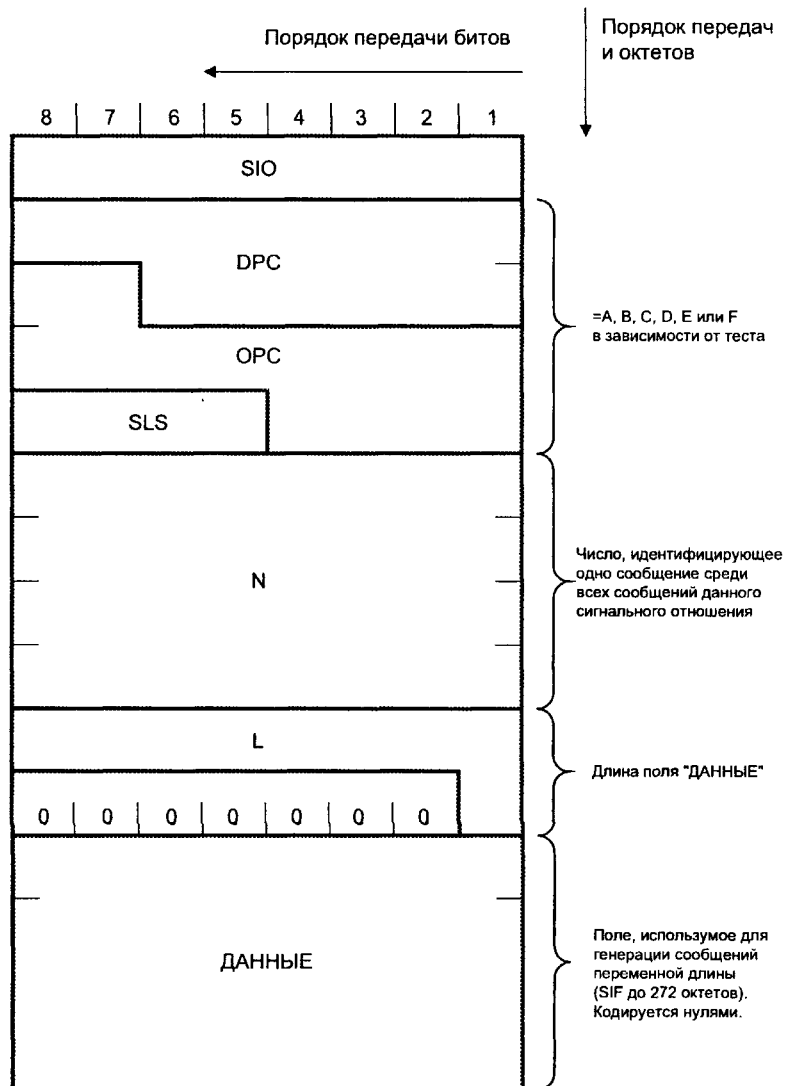 Порядок передачи битов
Порядок передач
и октетов
8 7 6 5 4 3 2 1
SIO
DPC
OPC
SLS
=A, B, C, D, E или F
в зависимости от теста
N
Число, идентифицирующее
одно сообщение среди
всех сообщений данного
сигнального отношения
L
Длина поля "ДАННЫЕ"
0 0 0 0 0 0 0
ДАННЫЕ
Поле, использумое для
генерации сообщений
переменной длины
(SIF до 272 октетов).
Кодируется нулями.